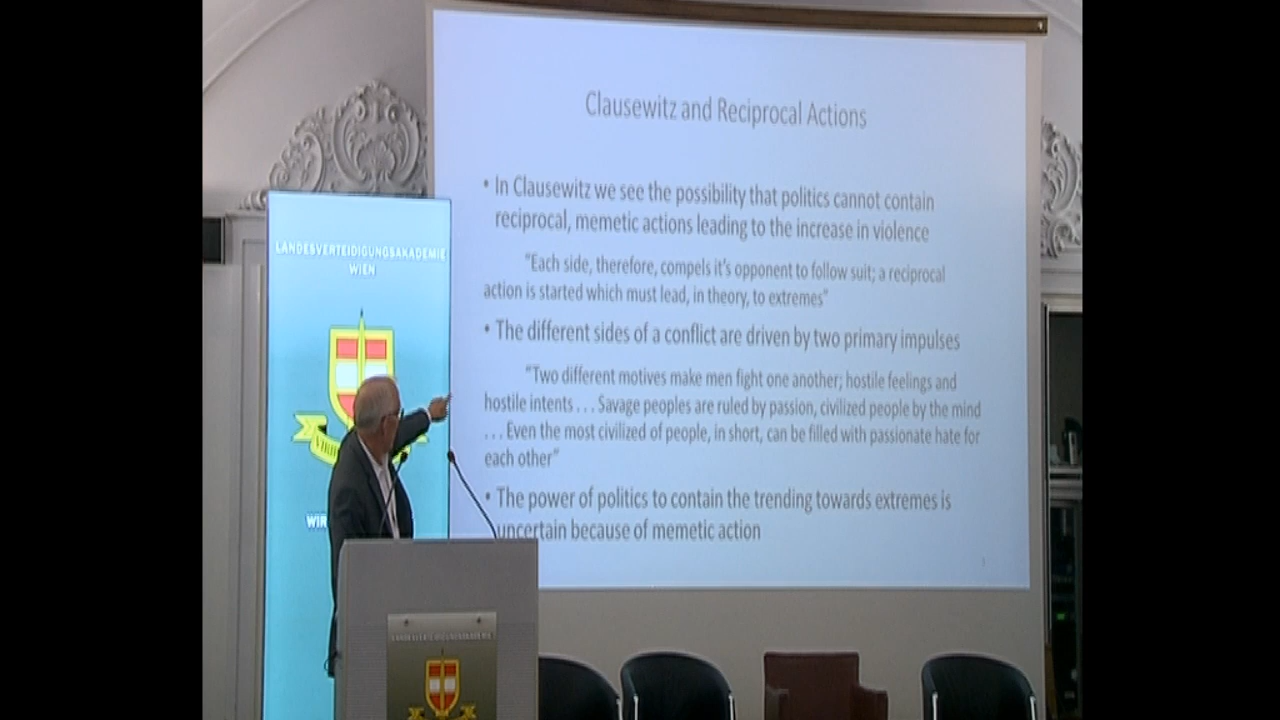 Clausewitz and Reciprocal Actions
• In Clausewitz we see the possibility that politics cannot contain
reciprocal, memetic actions leading to the increase in violence
"Each side, therefore, compels it's opponent to follow suit; a reciprocal
action is started which must lead, in theory, to extremes"
• The different sides of a conflict are driven by two primary impulses
"Two different motives make men fight one another; hostile feelings and
hostile intents . . . Savage peoples are ruled by passion, civilized people by the mind
. . . Even the most civilized of people, in short, can be filled with passionate hate for
each other"
• The power of politics to contain the trending towards extremes is
uncertain because of memetic action
LANDESVERTEIDIGUNGSAKADEMIE
WIEN
WIR
LANDESVERTEIDIGUNGSAKADEMIE